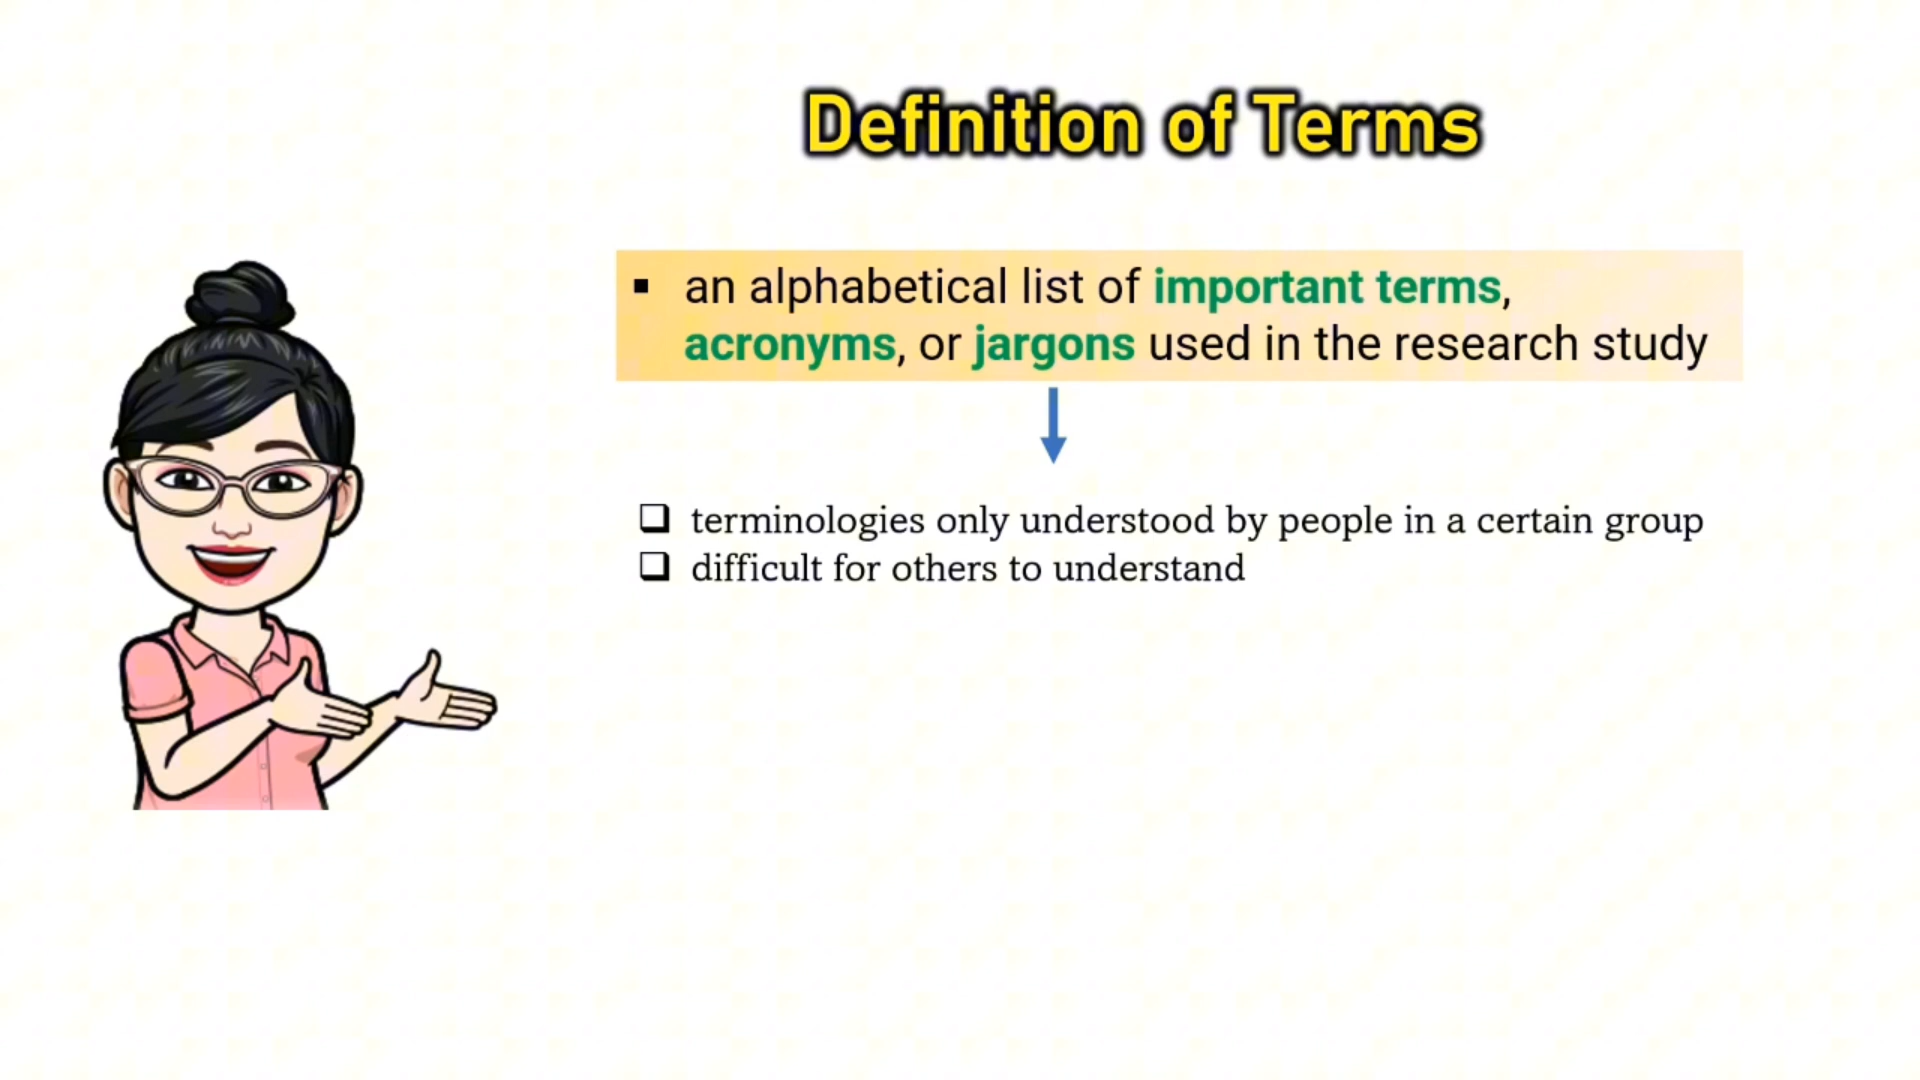 Definition of Terms
▪ an alphabetical list of important terms,
acronyms, or jargons used in the research study
❑ terminologies only understood by people in a certain group
❑ difficult for others to understand